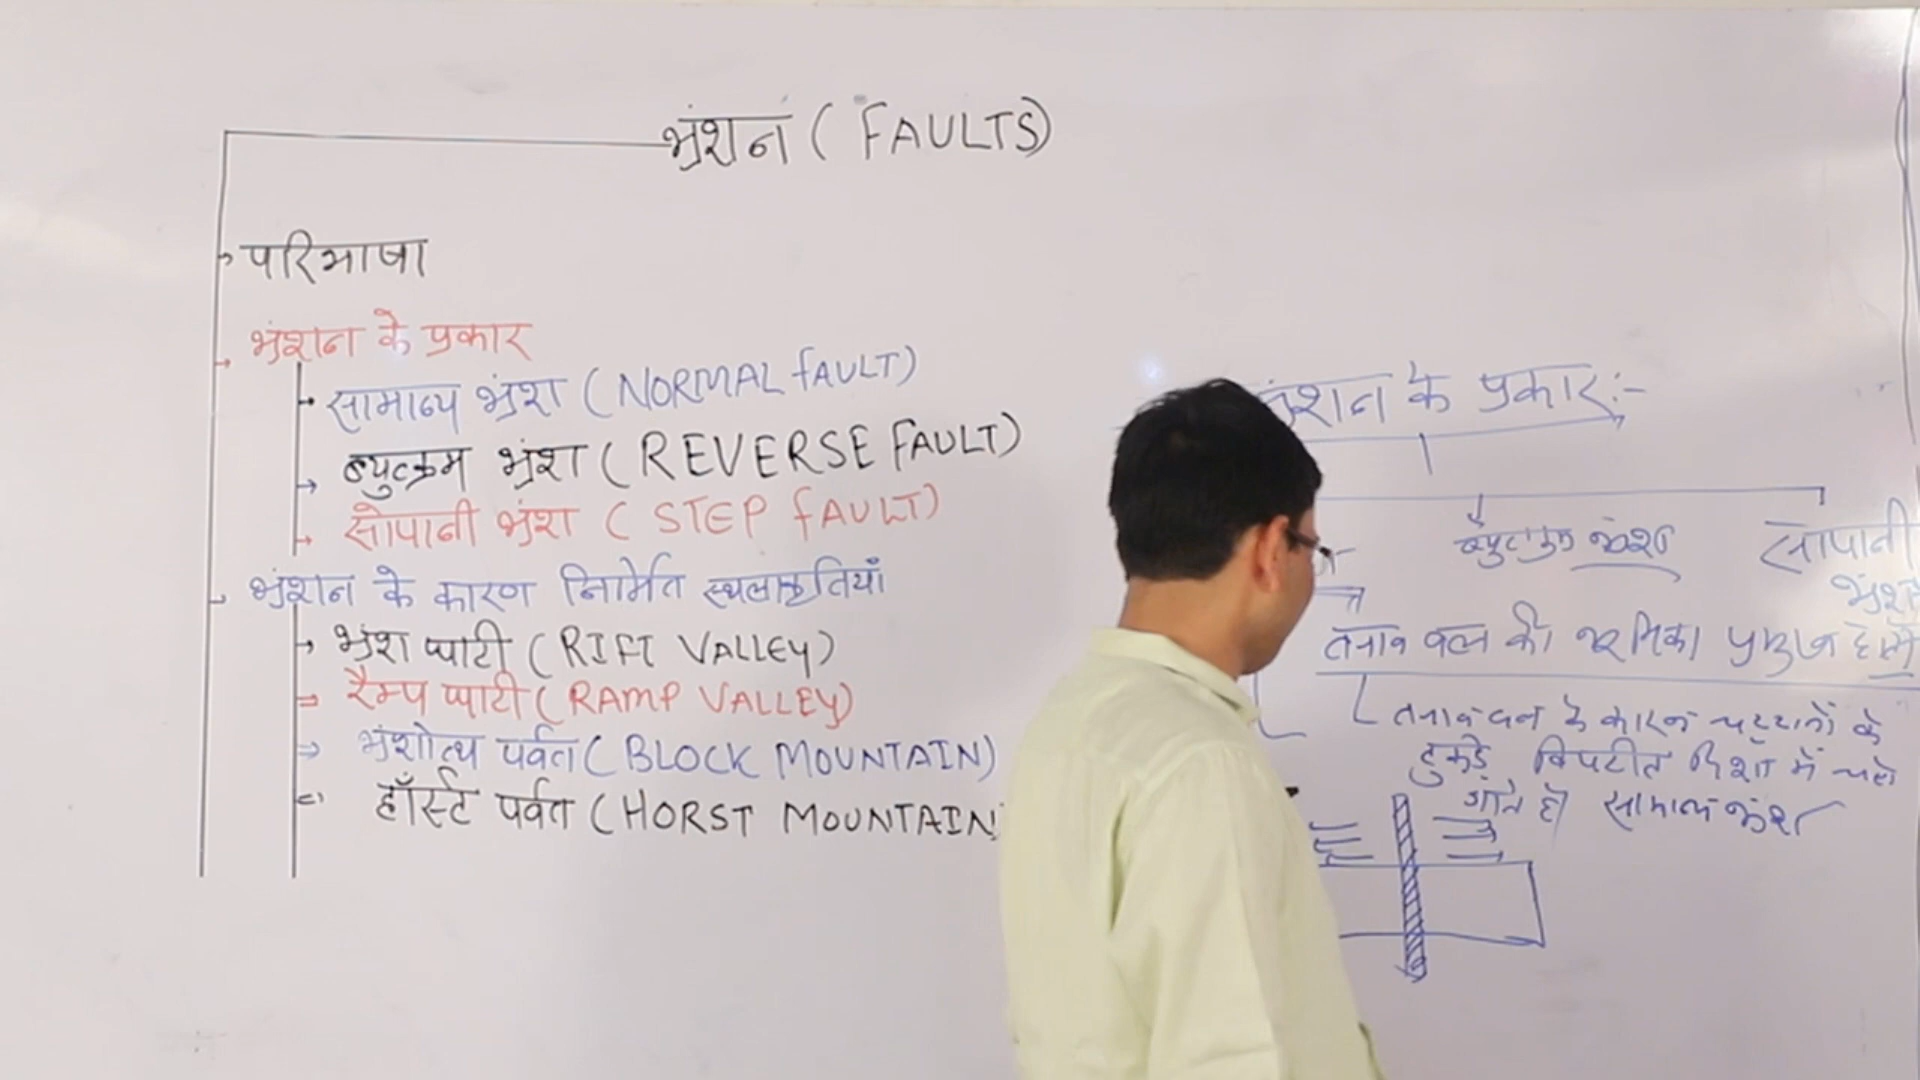 भ्रंशन ( FAULTS)
परिभाषा
भ्रंशन के प्रकार
सामान्य भ्रंश ( NORMAL FAULT)
व्युत्क्रम भ्रंश ( REVERSE FAULT)
सोपानी भ्रंश ( STEP FAULT)
भ्रंशन के कारण निर्मित स्थलाकृतियाँ
भ्रंश घाटी ( RIFT VALLEY)
रैम्प घाटी ( RAMP VALLEY)
भ्रंशोत्थ पर्वत ( BLOCK MOUNTAIN)
हॉर्स्ट पर्वत ( HORST MOUNTAIN)
भ्रंशन के प्रकार :-
व्युत्क्रम भ्रंश
सोपानी
भ्रंश
तनाव बल की भूमिका प्रमुख
तनाव बल के कारण चट्टानों के
टुकड़े विपरीत दिशा में
सामान्य भ्रंश